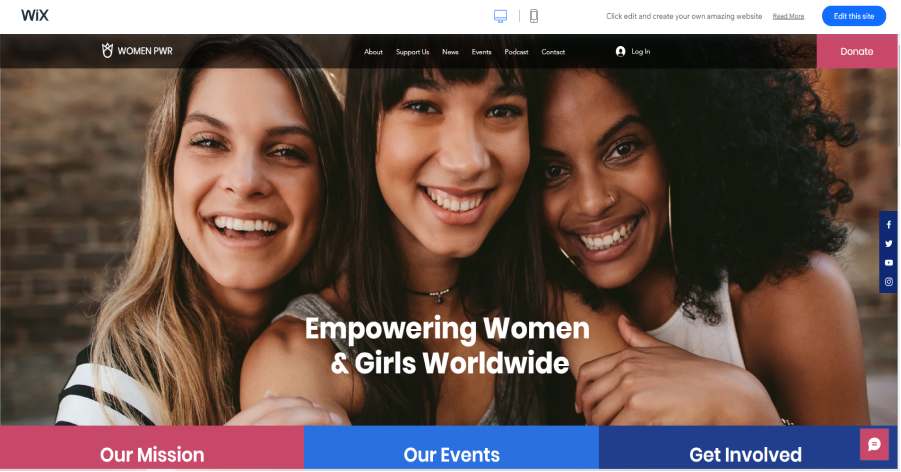 WiX
Click edit and create your own amazing website Read More Edit this site
WOMEN PWR About Support Us News Events Podcast Contact Log In Donate
Empowering Women
& Girls Worldwide
Our Mission Our Events Get Involved